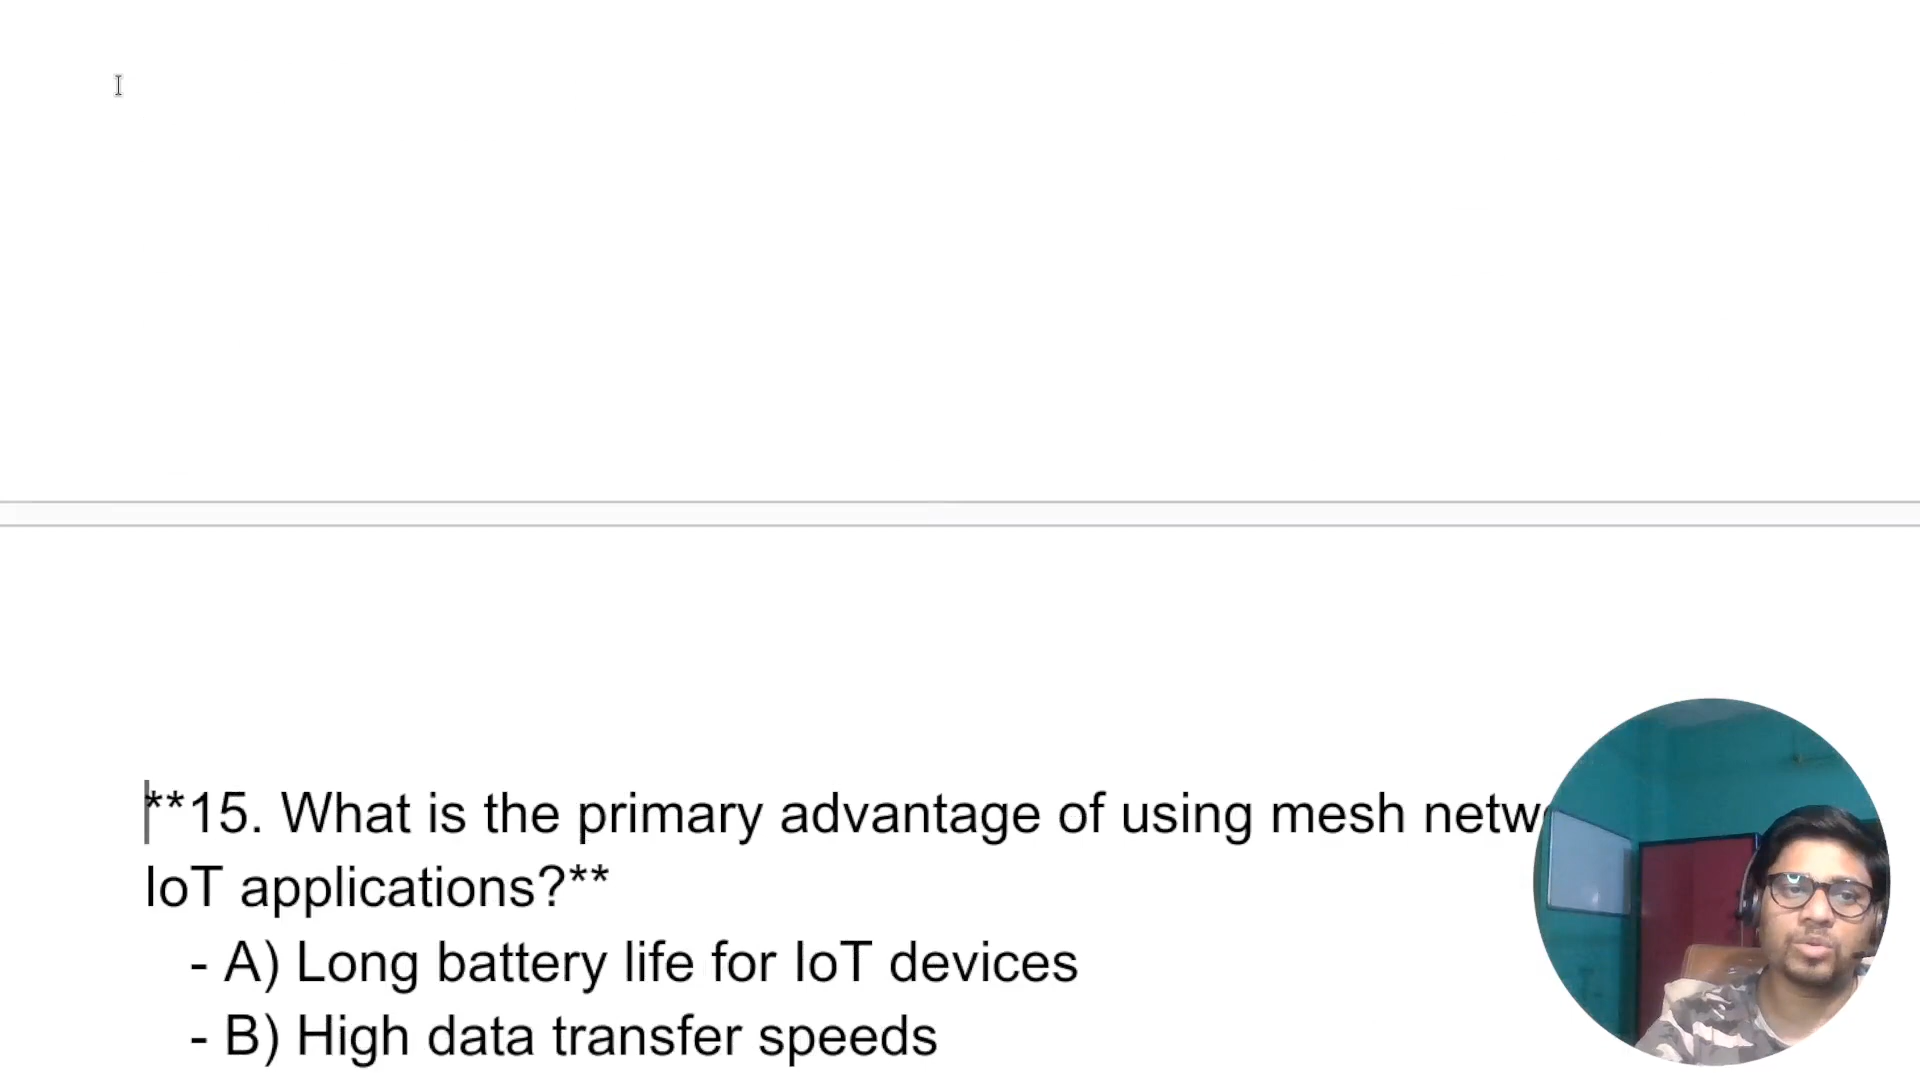 **15. What is the primary advantage of using mesh
IoT applications?**
- A) Long battery life for IoT devices
- B) High data transfer speeds